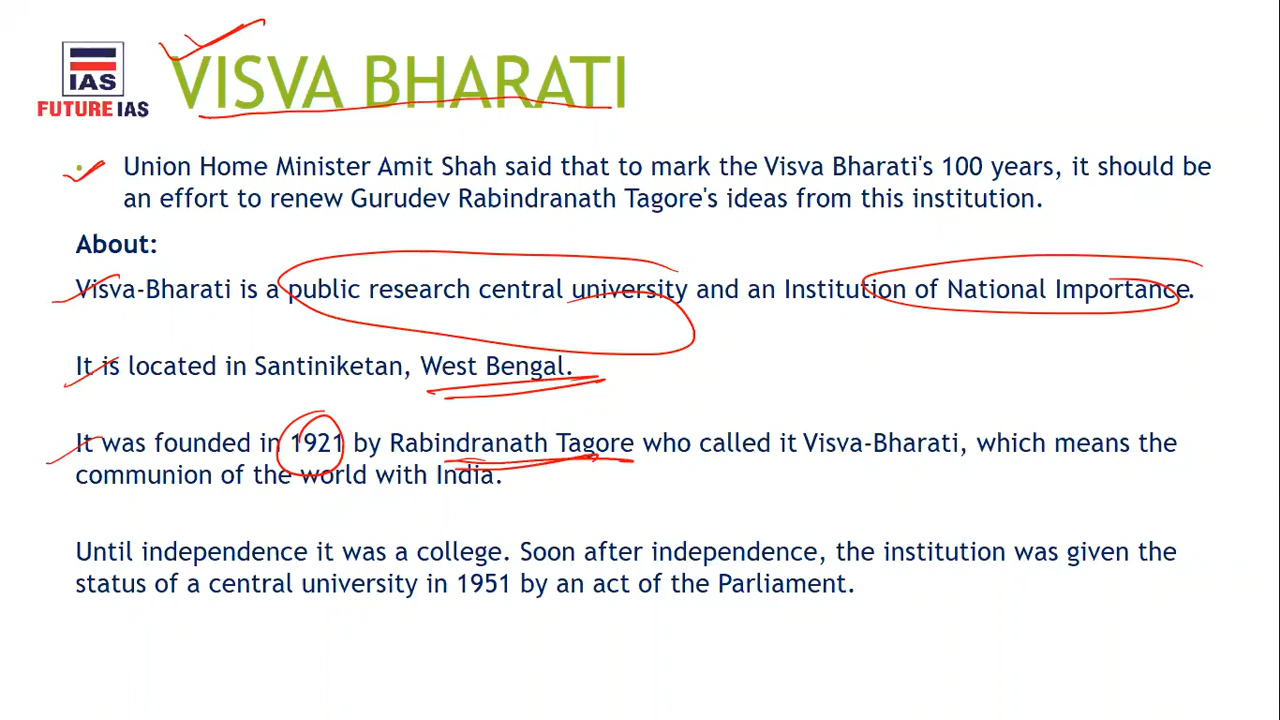 VISVA BHARATI
IAS
FUTURE IAS
• Union Home Minister Amit Shah said that to mark the Visva Bharati's 100 years, it should be
an effort to renew Gurudev Rabindranath Tagore's ideas from this institution.
About:
Visva-Bharati is a public research central university and an Institution of National Importance.
It is located in Santiniketan, West Bengal.
It was founded in 1921 by Rabindranath Tagore who called it Visva-Bharati, which means the
communion of the world with India.
Until independence it was a college. Soon after independence, the institution was given the
status of a central university in 1951 by an act of the Parliament.